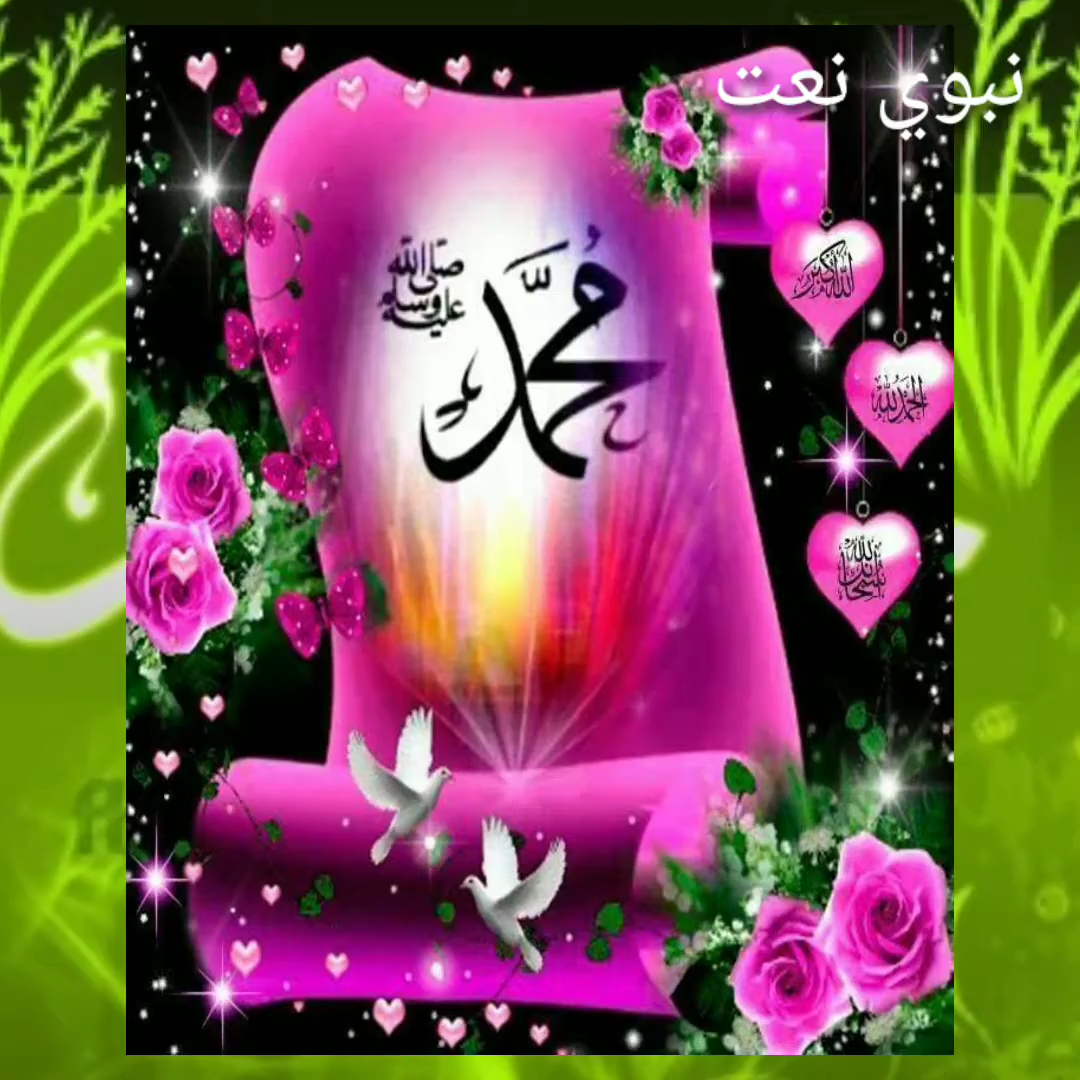 نبوي نعت
محمد
صلى الله
عليه وسلم
الله أكبر
الحمد لله
سبحان الله